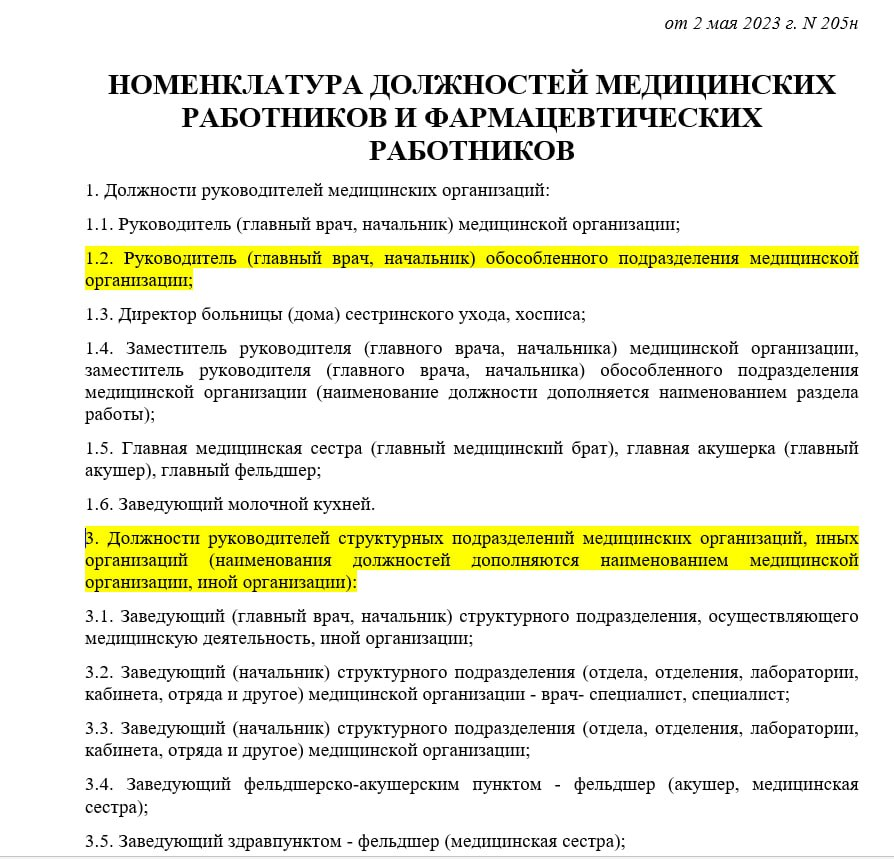 от 2 мая 2023 г. N 205н
НОМЕНКЛАТУРА ДОЛЖНОСТЕЙ МЕДИЦИНСКИХ
РАБОТНИКОВ И ФАРМАЦЕВТИЧЕСКИХ
РАБОТНИКОВ
1. Должности руководителей медицинских организаций:
1.1. Руководитель (главный врач, начальник) медицинской организации;
1.2. Руководитель (главный врач, начальник) обособленного подразделения медицинской
организации;
1.3. Директор больницы (дома) сестринского ухода, хосписа;
1.4. Заместитель руководителя (главного врача, начальника) медицинской организации,
заместитель руководителя (главного врача, начальника) обособленного подразделения
медицинской организации (наименование должности дополняется наименованием раздела
работы);
1.5. Главная медицинская сестра (главный медицинский брат), главная акушерка (главный
акушер), главный фельдшер;
1.6. Заведующий молочной кухней.
3. Должности руководителей структурных подразделений медицинских организаций, иных
организаций (наименования должностей дополняются наименованием медицинской
организации, иной организации):
3.1. Заведующий (главный врач, начальник) структурного подразделения, осуществляющего
медицинскую деятельность, иной организации;
3.2. Заведующий (начальник) структурного подразделения (отдела, отделения, лаборатории,
кабинета, отряда и другое) медицинской организации - врач- специалист, специалист;
3.3. Заведующий (начальник) структурного подразделения (отдела, отделения, лаборатории,
кабинета, отряда и другое) медицинской организации;
3.4. Заведующий фельдшерско-акушерским пунктом - фельдшер (акушер, медицинская
сестра);
3.5. Заведующий здравпунктом - фельдшер (медицинская сестра);